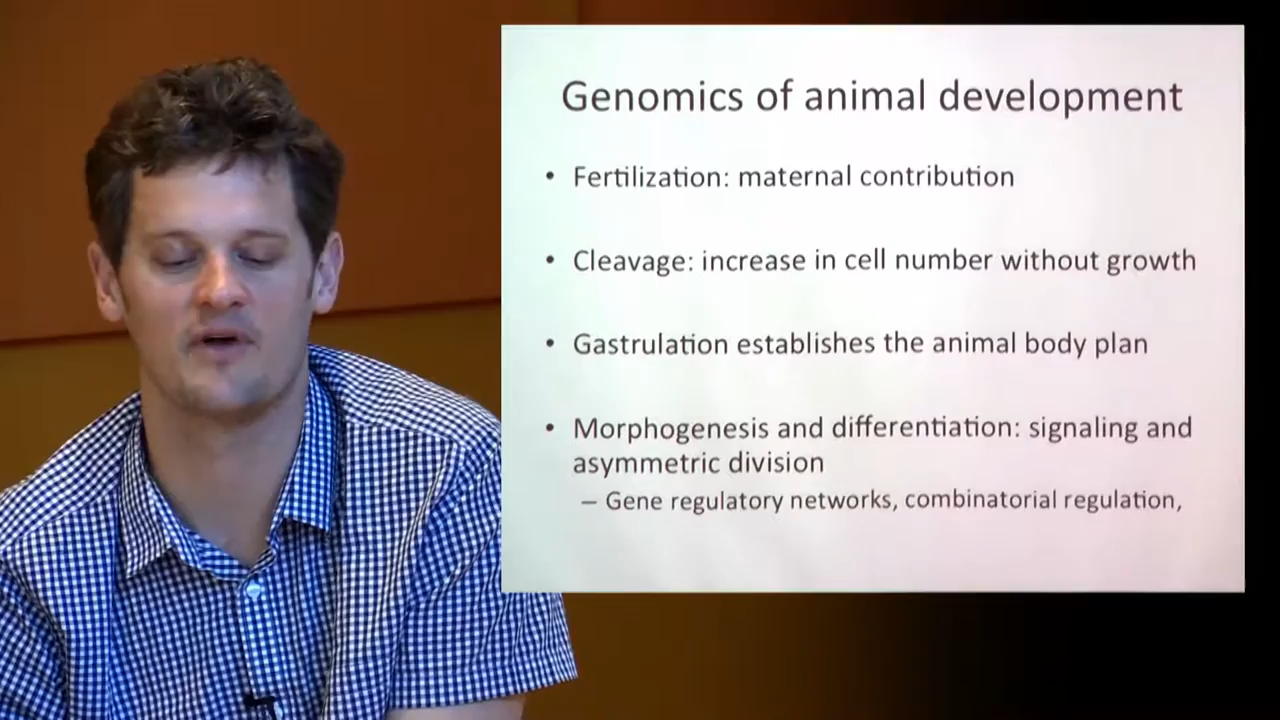 Genomics of animal development
• Fertilization: maternal contribution
• Cleavage: increase in cell number without growth
• Gastrulation establishes the animal body plan
• Morphogenesis and differentiation: signaling and
asymmetric division
– Gene regulatory networks, combinatorial regulation,